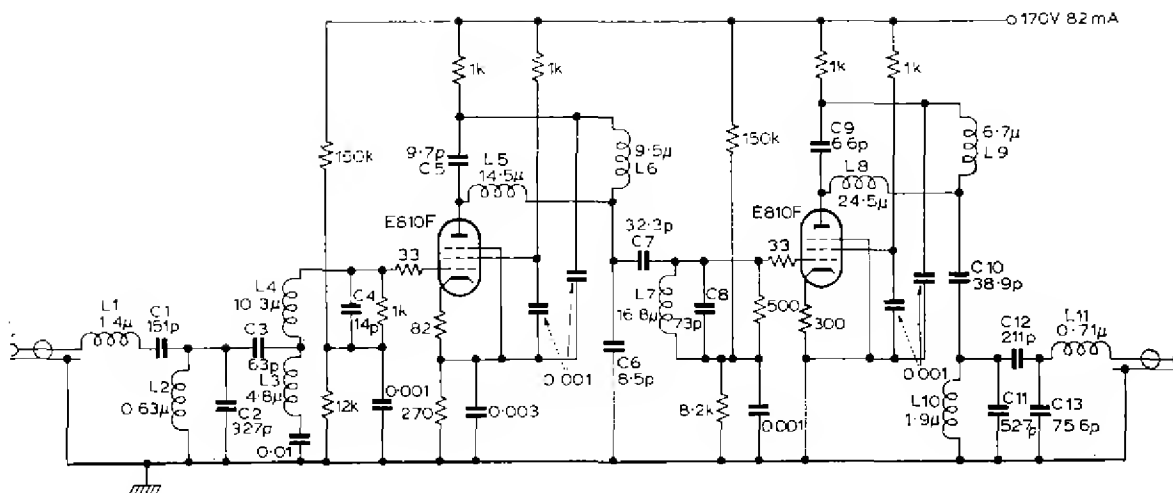 170V 82mA
1k
1k
1k
1k
150k
150k
9·7p
C5
L5
14·5μ
9·5μ
L6
C9
6·6p
L8
24·5μ
6·7μ
L9
E810F
E810F
33
33
32·3p
C7
L4
10·3μ
C4
14p
1k
82
L7
16·8μ
C8
73p
500
300
C10
38·9p
L1
1·4μ
C1
151p
C3
63p
L3
4·8μ
L2
0·63μ
C2
327p
0·01
12k
0·001
270
0·003
0·001
C6
8·5p
8·2k
0·001
0·001
C12
211p
L11
0·71μ
L10
1·9μ
C11
527p
C13
75·6p